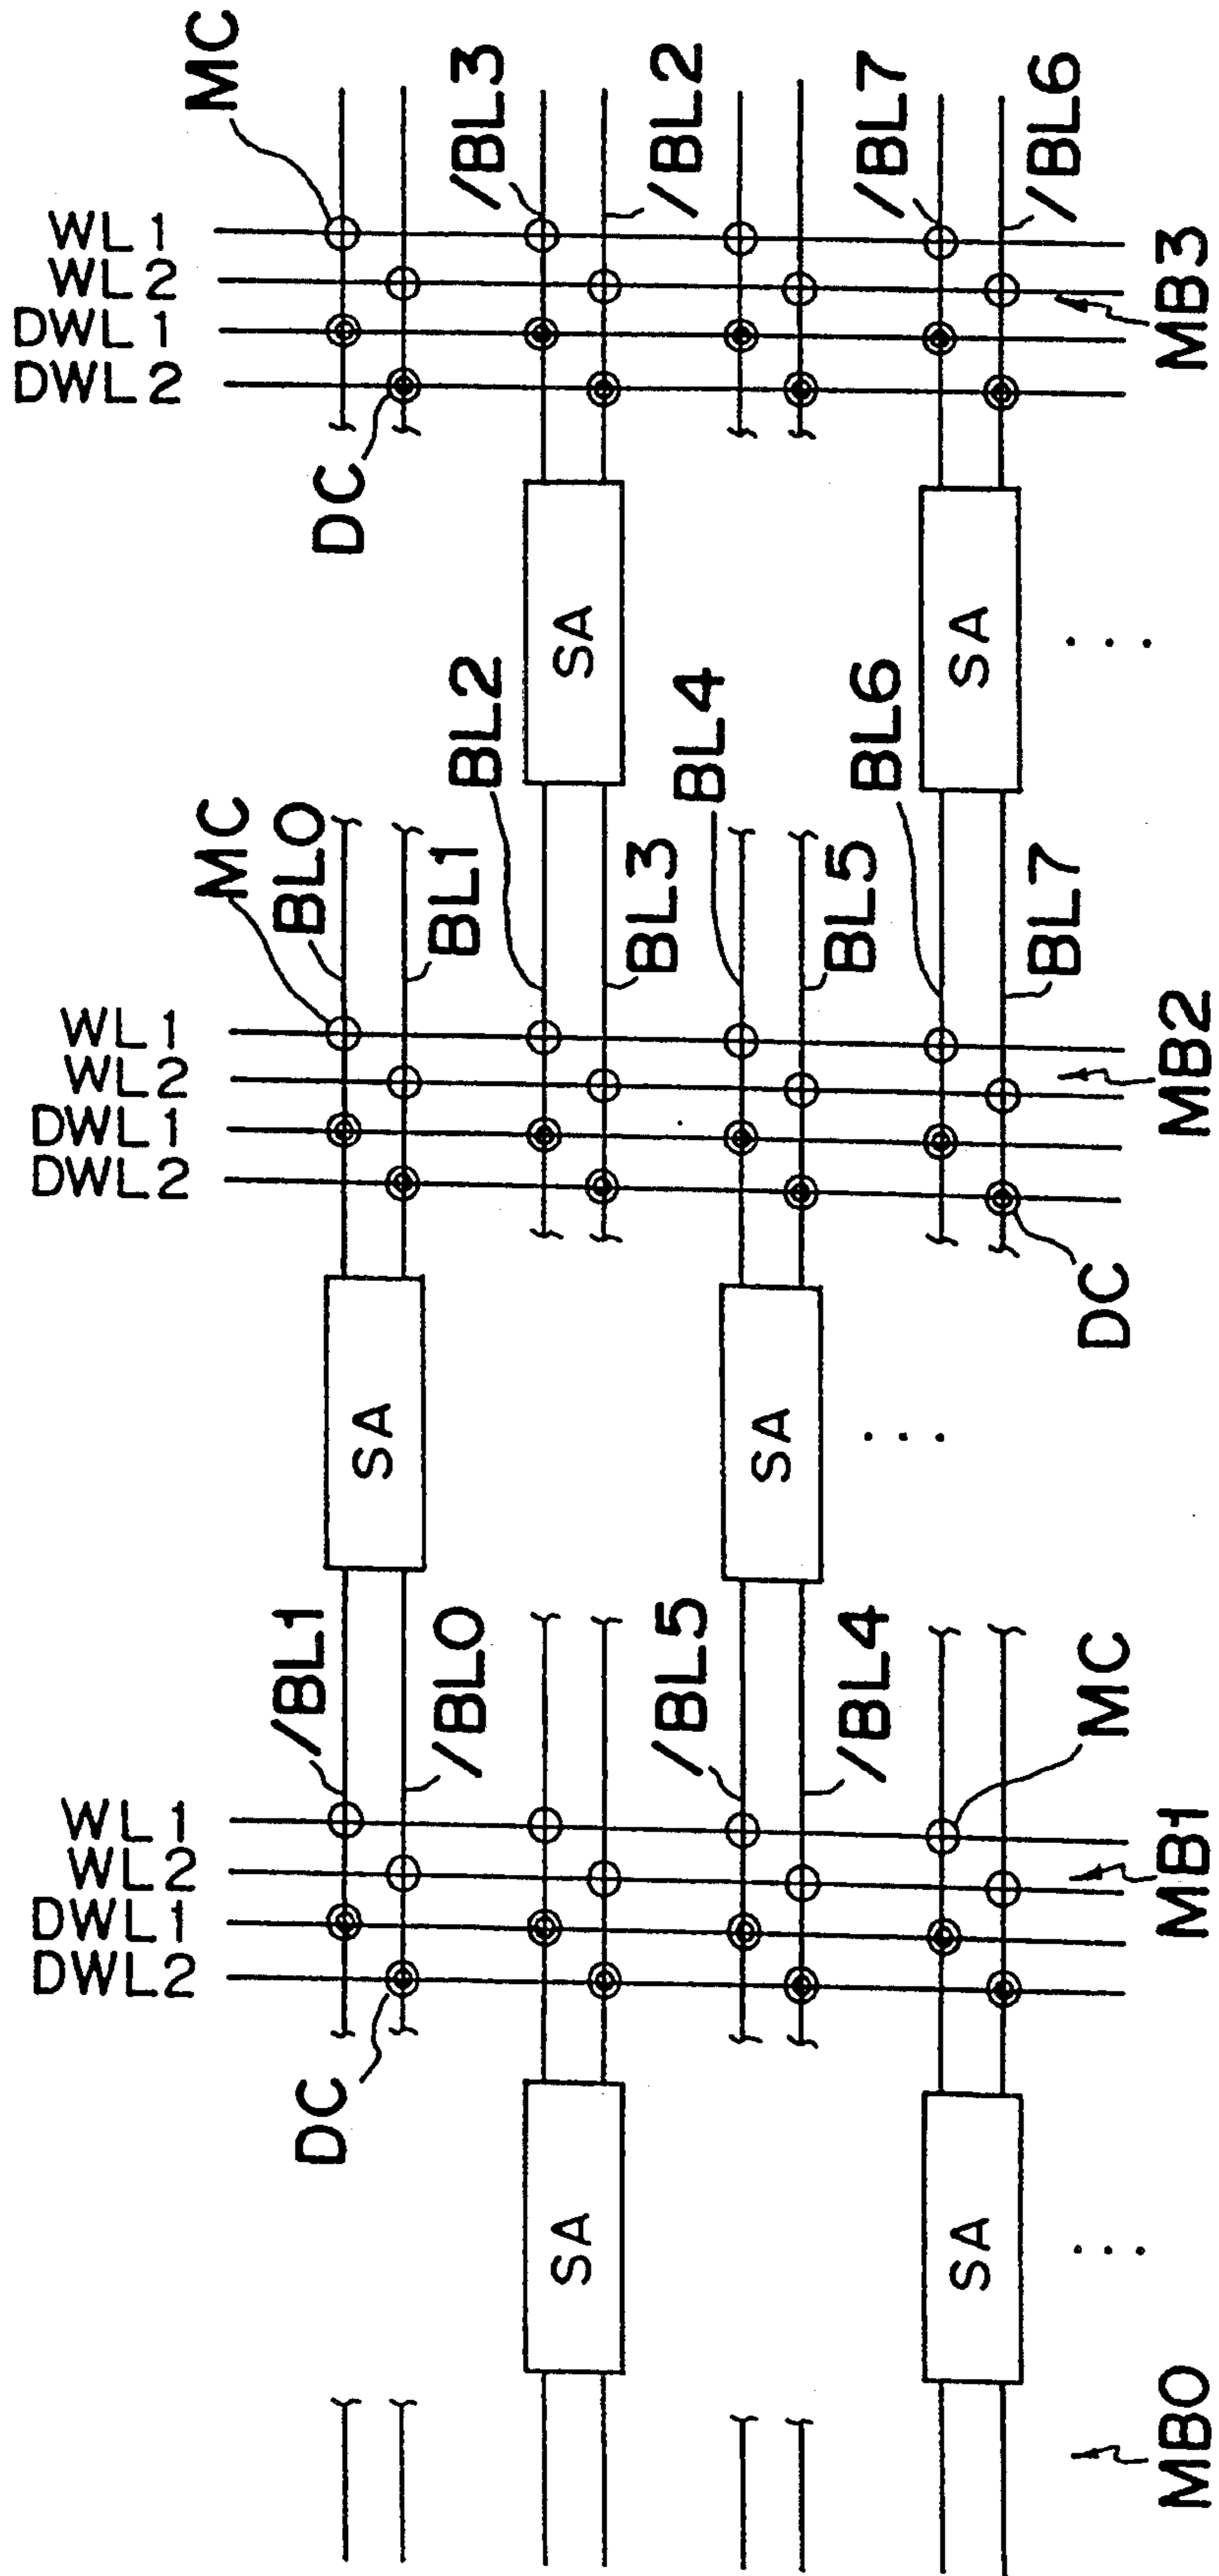 WL1
WL2
DWL1
DWL2
MC
/BL3
/BL2
/BL7
/BL6
MB3
DC
SA
SA
...
WL1
WL2
DWL1
DWL2
MC
BL0
BL1
BL2
BL3
BL4
BL5
BL6
BL7
MB2
DC
SA
SA
...
WL1
WL2
DWL1
DWL2
/BL1
/BL0
/BL5
/BL4
MC
MB1
DC
SA
SA
...
MB0